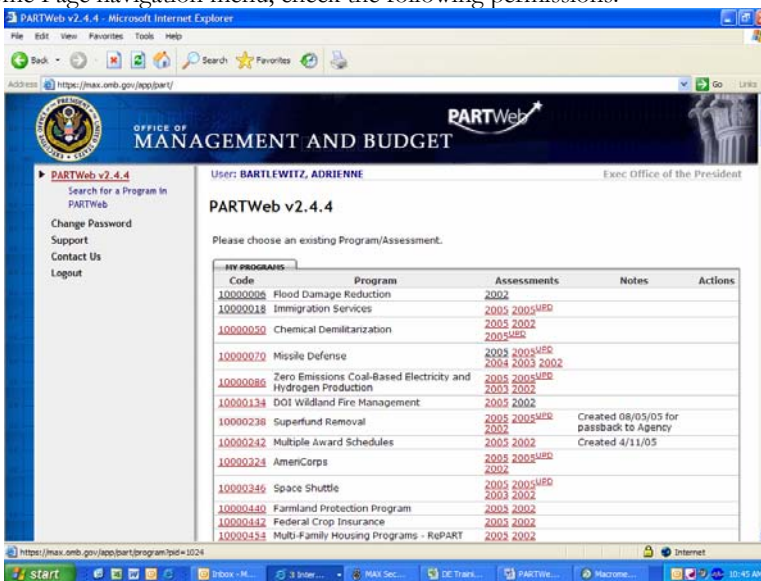 me Page navigation menu, check the following permissions.
PARTWeb v2.4.4 - Microsoft Internet Explorer
File Edit View Favorites Tools Help
Back Search Favorites
Address https://max.omb.gov/app/part/ Go Links
OFFICE OF
MANAGEMENT AND BUDGET
PARTWeb
PARTWeb v2.4.4
Search for a Program in
PARTWeb
Change Password
Support
Contact Us
Logout
User: BARTLEWITZ, ADRIENNE Exec Office of the President
PARTWeb v2.4.4
Please choose an existing Program/Assessment.
MY PROGRAMS
Code Program Assessments Notes Actions
10000006 Flood Damage Reduction 2002
10000018 Immigration Services 2005 2005UPD
10000050 Chemical Demilitarization 2005 2002
2005UPD
10000070 Missile Defense 2005 2005UPD
2004 2003 2002
10000086 Zero Emissions Coal-Based Electricity and
Hydrogen Production 2005 2005UPD
2003 2002
10000134 DOI Wildland Fire Management 2005 2002
10000238 Superfund Removal 2005 2005UPD
2002 Created 08/05/05 for
passback to Agency
10000242 Multiple Award Schedules 2005 2002 Created 4/11/05
10000324 AmeriCorps 2005 2005UPD
2002
10000346 Space Shuttle 2005 2005UPD
2003 2002
10000440 Farmland Protection Program 2005 2002
10000442 Federal Crop Insurance 2005 2002
10000454 Multi-Family Housing Programs - RePART 2005 2002
https://max.omb.gov/app/part/program?pid=1024 Internet
start Inbox - M... 3 Inter... MAX Sec... DE Train... PARTWe... Macrome... 10:45 AM